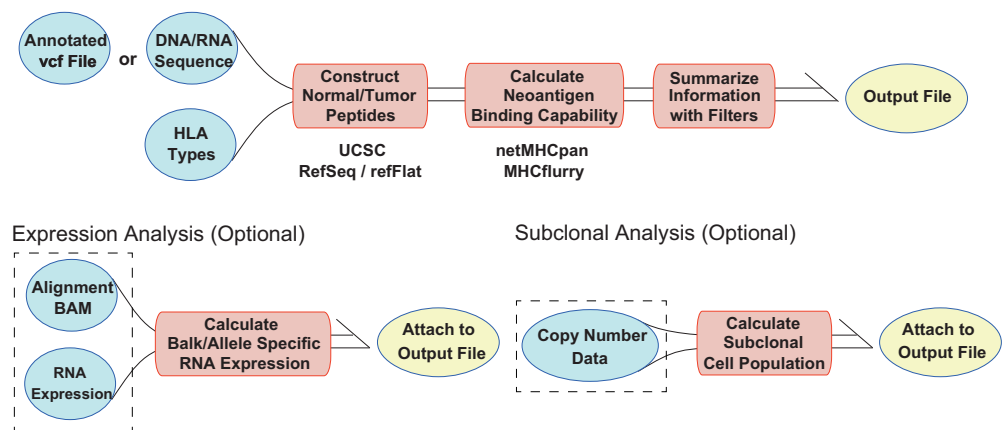 Annotated
vcf File
or
DNA/RNA
Sequence
HLA
Types
Construct
Normal/Tumor
Peptides
UCSC
RefSeq / refFlat
Calculate
Neoantigen
Binding Capability
netMHCpan
MHCflurry
Summarize
Information
with Filters
Output File
Expression Analysis (Optional)
Alignment
BAM
RNA
Expression
Calculate
Balk/Allele Specific
RNA Expression
Attach to
Output File
Subclonal Analysis (Optional)
Copy Number
Data
Calculate
Subclonal
Cell Population
Attach to
Output File